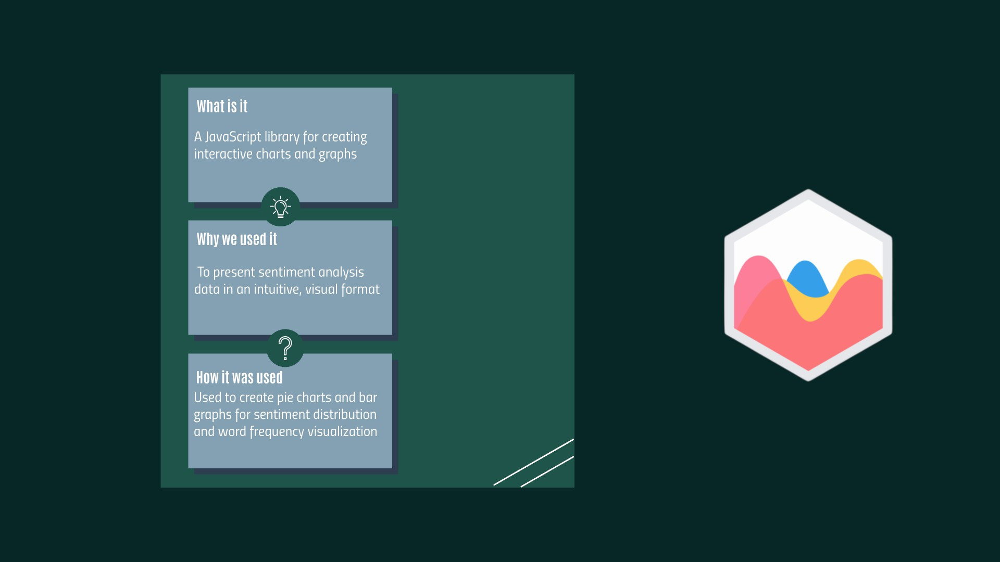 What is it
A JavaScript library for creating
interactive charts and graphs
Why we used it
To present sentiment analysis
data in an intuitive, visual format
?
How it was used
Used to create pie charts and bar
graphs for sentiment distribution
and word frequency visualization